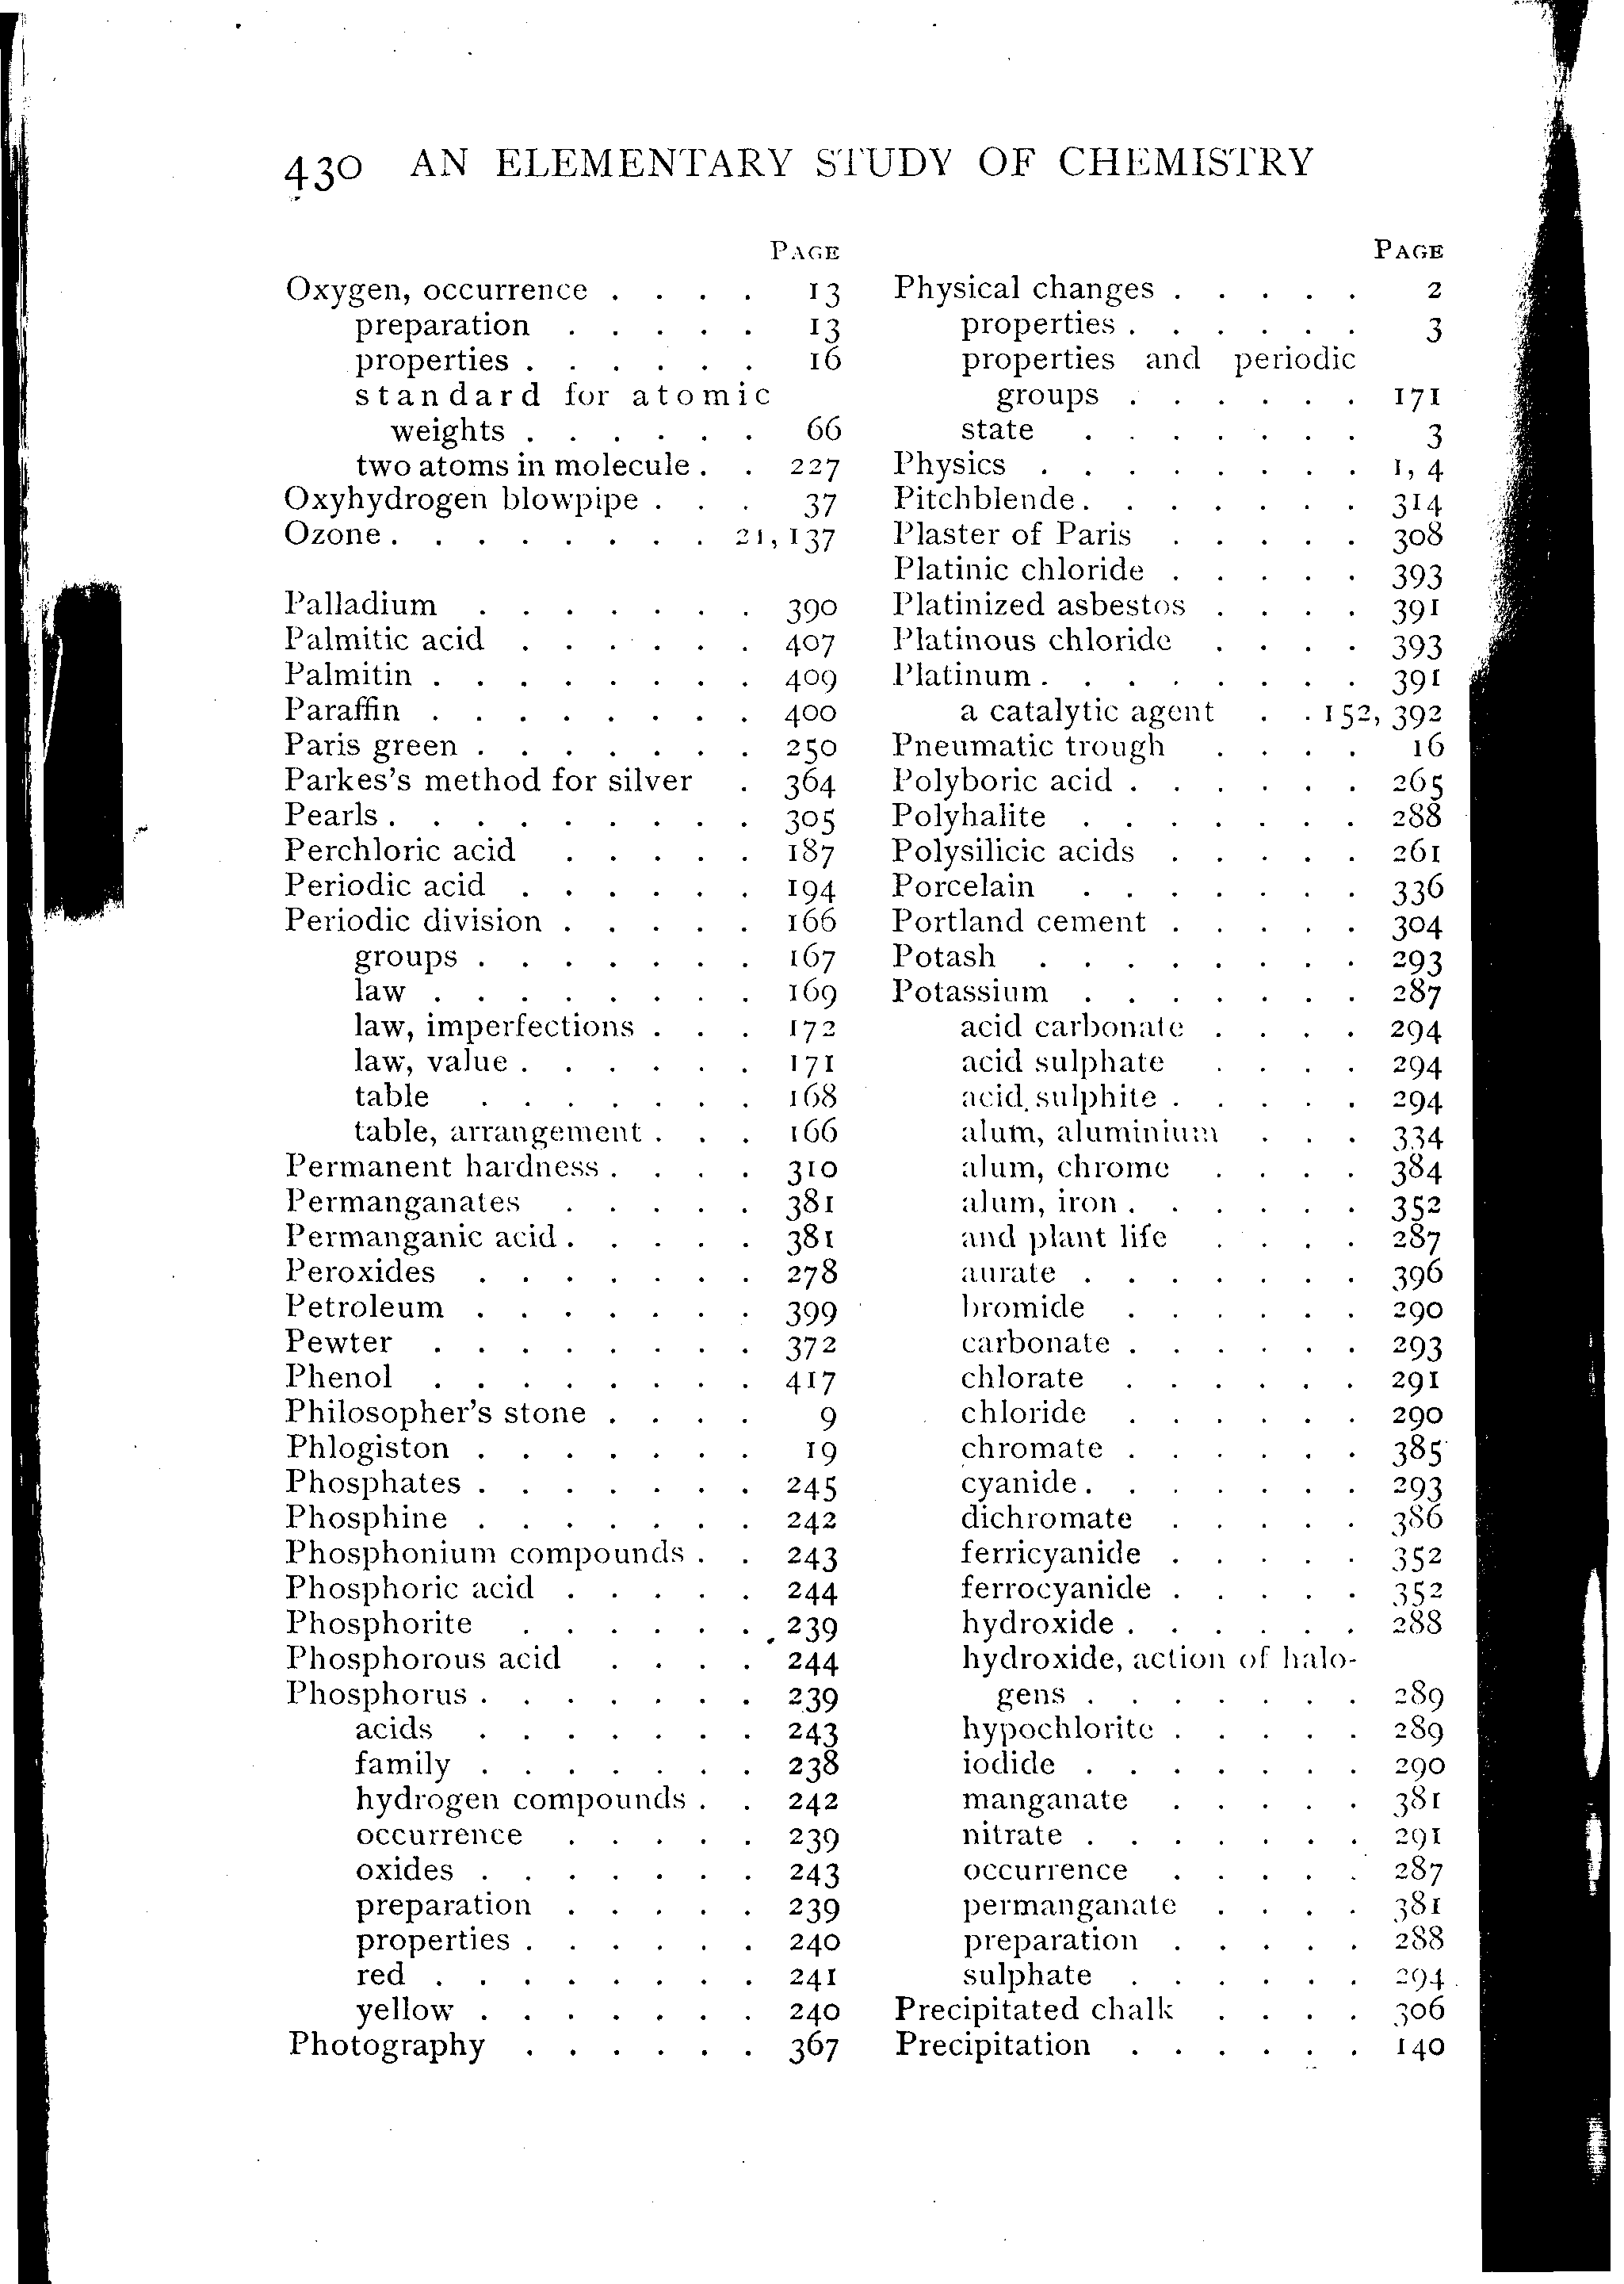 430 AN ELEMENTARY STUDY OF CHEMISTRY
PAGE
Oxygen, occurrence . . . . 13
preparation . . . . . 13
properties . . . . . . 16
standard for atomic
weights . . . . . . 66
two atoms in molecule . . 227
Oxyhydrogen blowpipe . . . 37
Ozone . . . . . . . . 21, 137
Palladium . . . . . . . 390
Palmitic acid . . . . . . 407
Palmitin . . . . . . . . 409
Paraffin . . . . . . . . 400
Paris green . . . . . . . 250
Parkes's method for silver . 364
Pearls . . . . . . . . . 305
Perchloric acid . . . . . 187
Periodic acid . . . . . . 194
Periodic division . . . . . 166
groups . . . . . . . 167
law . . . . . . . . 169
law, imperfections . . . 172
law, value . . . . . . 171
table . . . . . . . 168
table, arrangement . . . 166
Permanent hardness . . . . 310
Permanganates . . . . . 381
Permanganic acid . . . . . 381
Peroxides . . . . . . . 278
Petroleum . . . . . . . 399
Pewter . . . . . . . . 372
Phenol . . . . . . . . 417
Philosopher's stone . . . . 9
Phlogiston . . . . . . . 19
Phosphates . . . . . . . 245
Phosphine . . . . . . . 242
Phosphonium compounds . . 243
Phosphoric acid . . . . . 244
Phosphorite . . . . . . 239
Phosphorous acid . . . . 244
Phosphorus . . . . . . . 239
acids . . . . . . . 243
family . . . . . . . 238
hydrogen compounds . . 242
occurrence . . . . . 239
oxides . . . . . . . 243
preparation . . . . . 239
properties . . . . . . 240
red . . . . . . . . 241
yellow . . . . . . . 240
Photography . . . . . . 367
PAGE
Physical changes . . . . . 2
properties . . . . . . 3
properties and periodic
groups . . . . . . 171
state . . . . . . . 3
Physics . . . . . . . . 1, 4
Pitchblende . . . . . . . 314
Plaster of Paris . . . . . 308
Platinic chloride . . . . . 393
Platinized asbestos . . . . 391
Platinous chloride . . . . 393
Platinum . . . . . . . . 391
a catalytic agent . . 152, 392
Pneumatic trough . . . . 16
Polyboric acid . . . . . . 265
Polyhalite . . . . . . . 288
Polysilicic acids . . . . . 261
Porcelain . . . . . . . 336
Portland cement . . . . . 304
Potash . . . . . . . . 293
Potassium . . . . . . . 287
acid carbonate . . . . 294
acid sulphate . . . . 294
acid sulphite . . . . . 294
alum, aluminium . . . 334
alum, chrome . . . . 384
alum, iron . . . . . . 352
and plant life . . . . 287
aurate . . . . . . . 396
bromide . . . . . . 290
carbonate . . . . . . 293
chlorate . . . . . . 291
chloride . . . . . . 290
chromate . . . . . . 385
cyanide . . . . . . . 293
dichromate . . . . . 386
ferricyanide . . . . . 352
ferrocyanide . . . . . 352
hydroxide . . . . . . 288
hydroxide, action of halo-
gens . . . . . . . 289
hypochlorite . . . . . 289
iodide . . . . . . . 290
manganate . . . . . 381
nitrate . . . . . . . 291
occurrence . . . . . 287
permanganate . . . . 381
preparation . . . . . 288
sulphate . . . . . . 294
Precipitated chalk . . . . 306
Precipitation . . . . . . 140